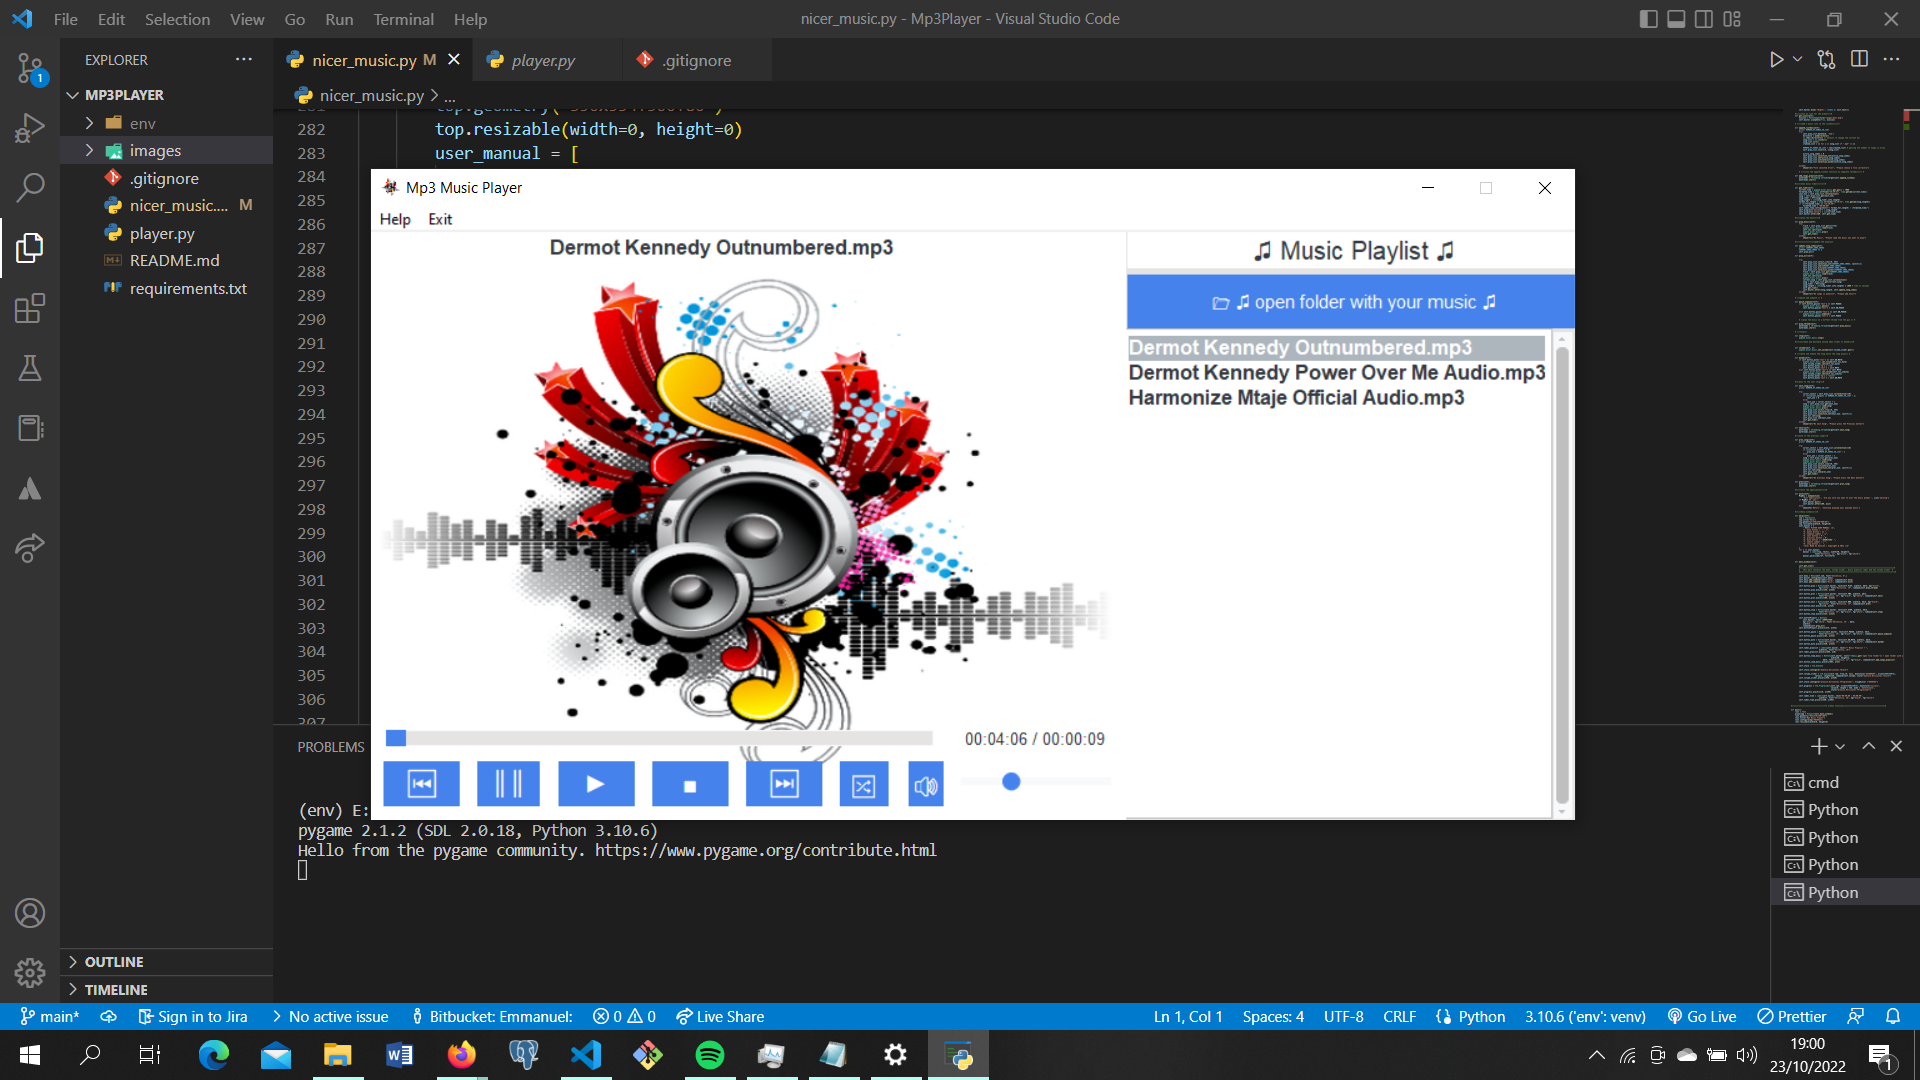 File Edit Selection View Go Run Terminal Help
nicer_music.py - Mp3Player - Visual Studio Code
1
EXPLORER
MP3PLAYER
env
images
.gitignore
nicer_music.... M
player.py
README.md
requirements.txt
OUTLINE
TIMELINE
nicer_music.py M
player.py
.gitignore
nicer_music.py > ...
282 top.resizable(width=0, height=0)
283 user_manual = [
284
285
286
287
288
289
290
291
292
293
294
295
296
297
298
299
300
301
302
303
304
305
306
307
Mp3 Music Player
Help Exit
Dermot Kennedy Outnumbered.mp3
♫ Music Playlist ♫
♫ open folder with your music ♫
Dermot Kennedy Outnumbered.mp3
Dermot Kennedy Power Over Me Audio.mp3
Harmonize Mtaje Official Audio.mp3
00:04:06 / 00:00:09
PROBLEMS
(env) E:
pygame 2.1.2 (SDL 2.0.18, Python 3.10.6)
Hello from the pygame community. https://www.pygame.org/contribute.html
cmd
Python
Python
Python
Python
main* Sign in to Jira No active issue Bitbucket: Emmanuel: 0 0 Live Share
Ln 1, Col 1 Spaces: 4 UTF-8 CRLF Python 3.10.6 ('env': venv) Go Live Prettier
19:00
23/10/2022
1